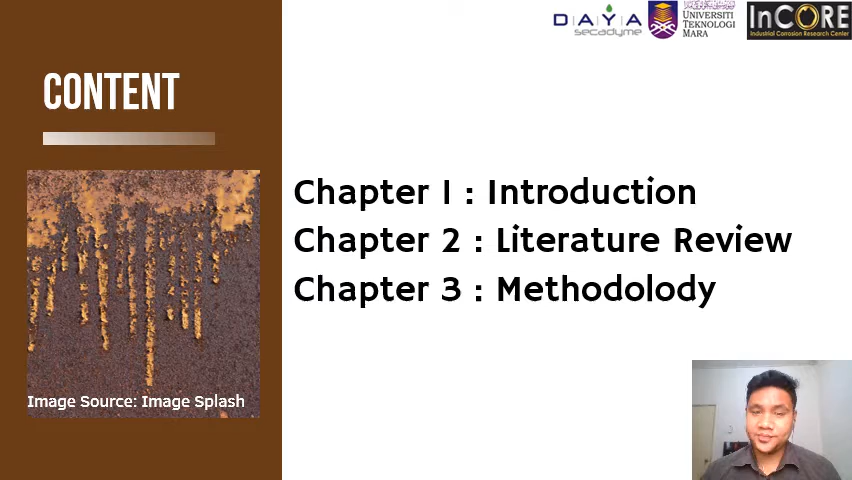 DAYA
secadyme
UNIVERSITI
TEKNOLOGI
MARA
InCORE
Industrial Corrosion Research Center
CONTENT
Chapter 1 : Introduction
Chapter 2 : Literature Review
Chapter 3 : Methodolody
Image Source: Image Splash